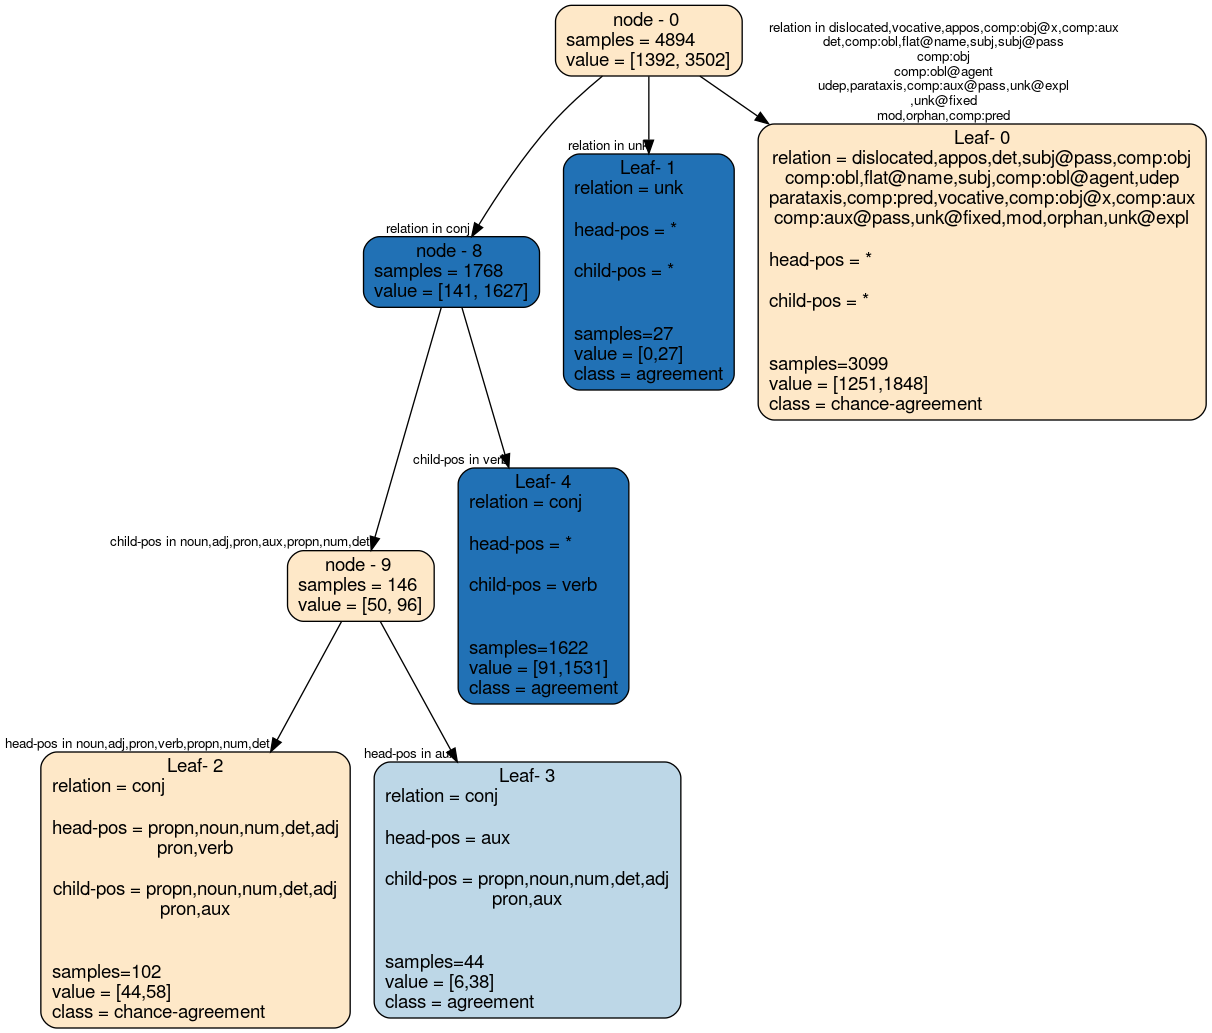 node - 0
samples = 4894
value = [1392, 3502]
relation in dislocated,vocative,appos,comp:obj@x,comp:aux
det,comp:obl,flat@name,subj,subj@pass
comp:obj
comp:obl@agent
udep,parataxis,comp:aux@pass,unk@expl
,unk@fixed
mod,orphan,comp:pred
relation in unk
Leaf- 1
relation = unk
head-pos = *
child-pos = *
samples=27
value = [0,27]
class = agreement
Leaf- 0
relation = dislocated,appos,det,subj@pass,comp:obj
comp:obl,flat@name,subj,comp:obl@agent,udep
parataxis,comp:pred,vocative,comp:obj@x,comp:aux
comp:aux@pass,unk@fixed,mod,orphan,unk@expl
head-pos = *
child-pos = *
samples=3099
value = [1251,1848]
class = chance-agreement
relation in conj
node - 8
samples = 1768
value = [141, 1627]
child-pos in verb
Leaf- 4
relation = conj
head-pos = *
child-pos = verb
samples=1622
value = [91,1531]
class = agreement
child-pos in noun,adj,pron,aux,propn,num,det
node - 9
samples = 146
value = [50, 96]
head-pos in noun,adj,pron,verb,propn,num,det
Leaf- 2
relation = conj
head-pos = propn,noun,num,det,adj
pron,verb
child-pos = propn,noun,num,det,adj
pron,aux
samples=102
value = [44,58]
class = chance-agreement
head-pos in aux
Leaf- 3
relation = conj
head-pos = aux
child-pos = propn,noun,num,det,adj
pron,aux
samples=44
value = [6,38]
class = agreement